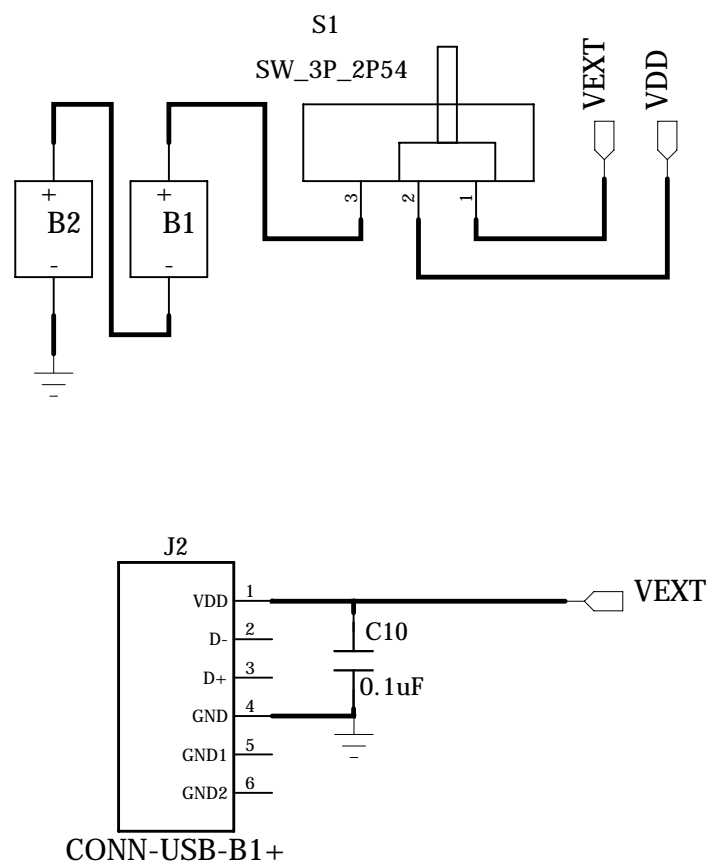 S1
SW_3P_2P54
VEXT
VDD
+
B2
-
+
B1
-
3
2
1
J2
VDD 1
D- 2
D+ 3
GND 4
GND1 5
GND2 6
C10
0.1uF
VEXT
CONN-USB-B1+